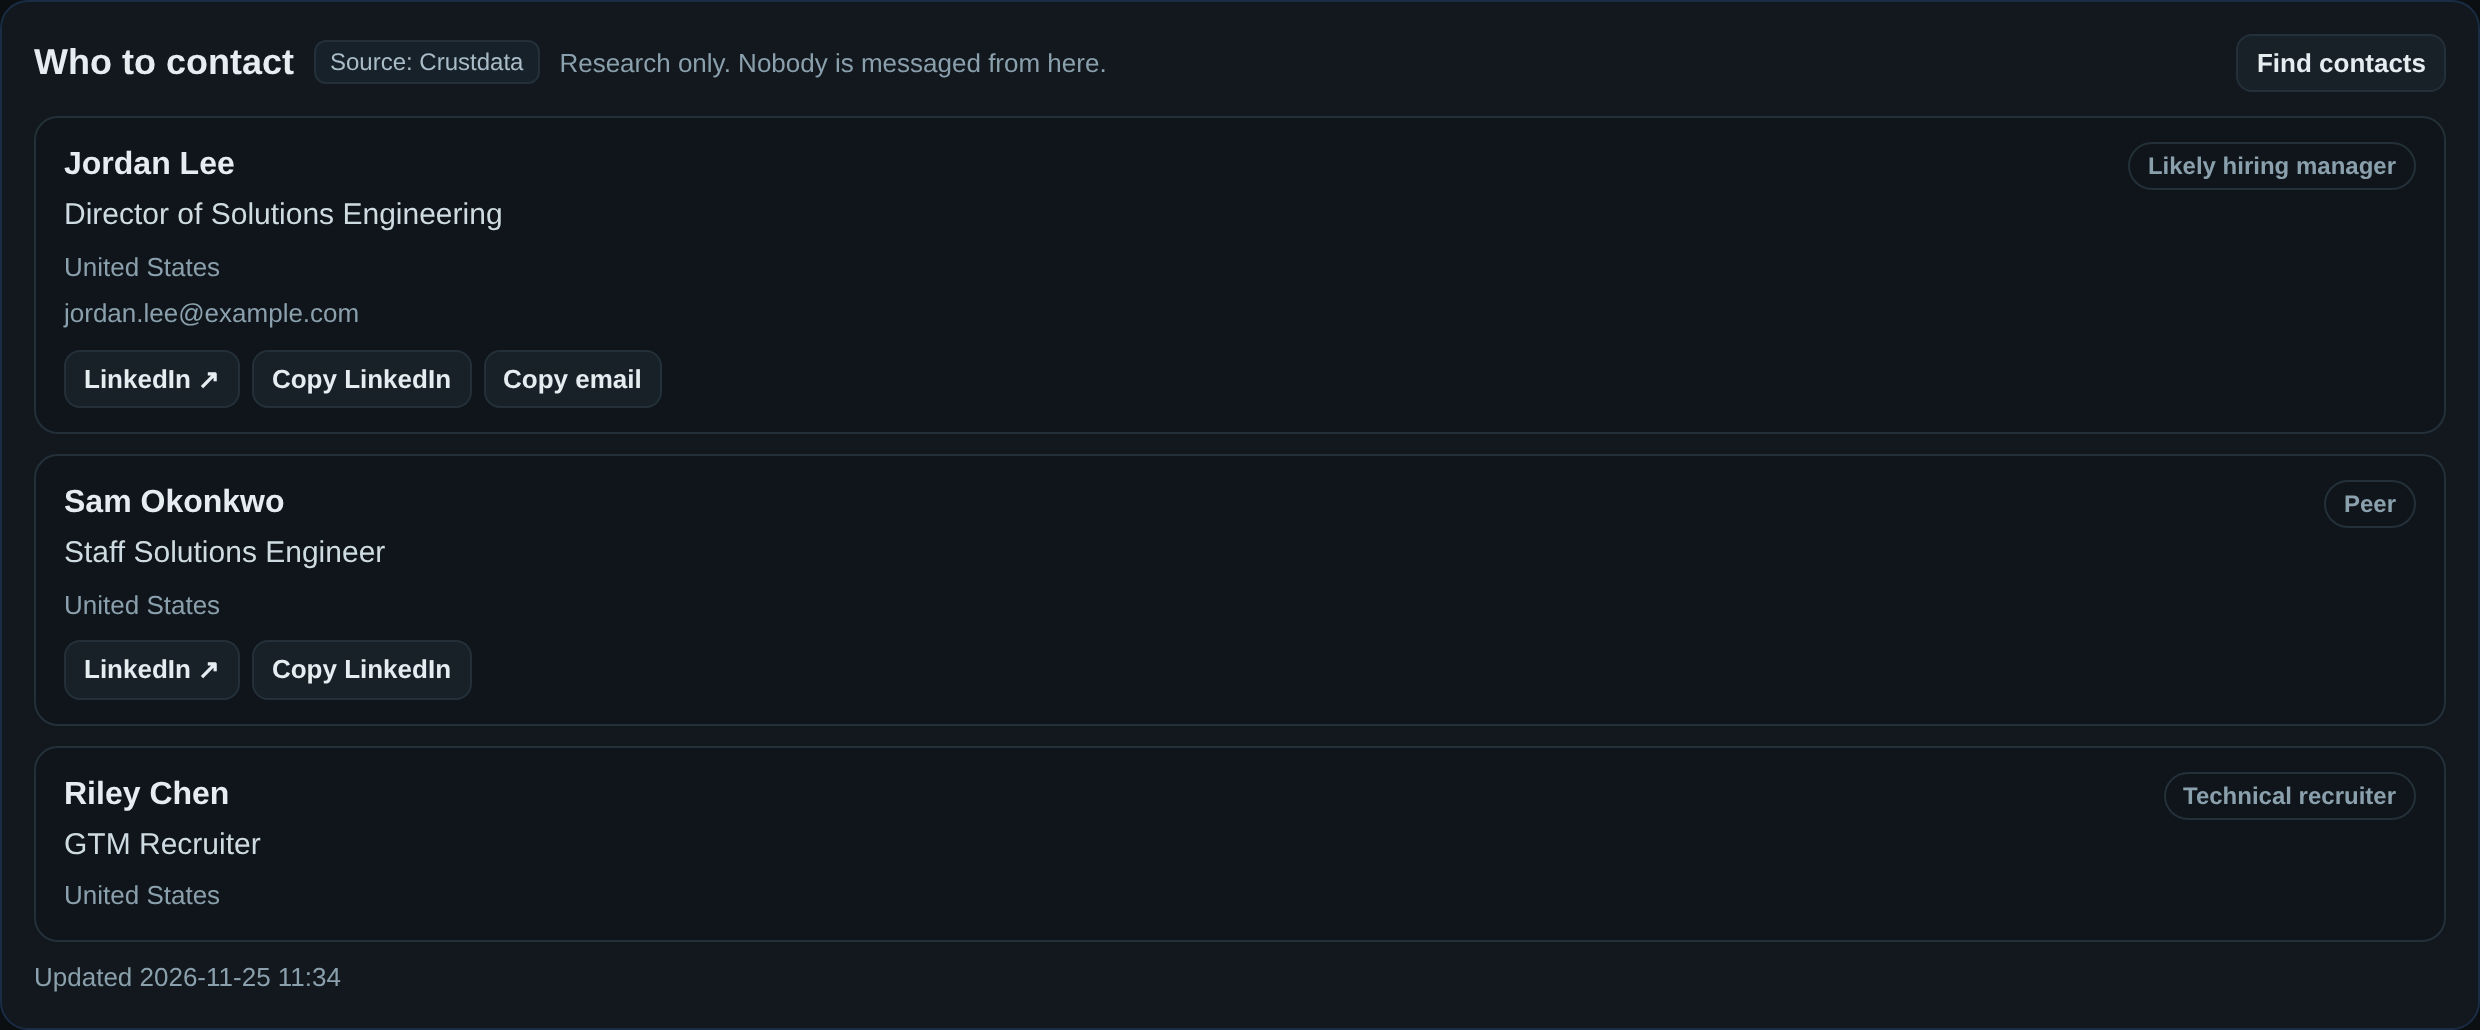 Who to contact Source: Crustdata Research only. Nobody is messaged from here. Find contacts
Jordan Lee Likely hiring manager
Director of Solutions Engineering
United States
jordan.lee@example.com
LinkedIn ↗ Copy LinkedIn Copy email
Sam Okonkwo Peer
Staff Solutions Engineer
United States
LinkedIn ↗ Copy LinkedIn
Riley Chen Technical recruiter
GTM Recruiter
United States
Updated 2026-11-25 11:34